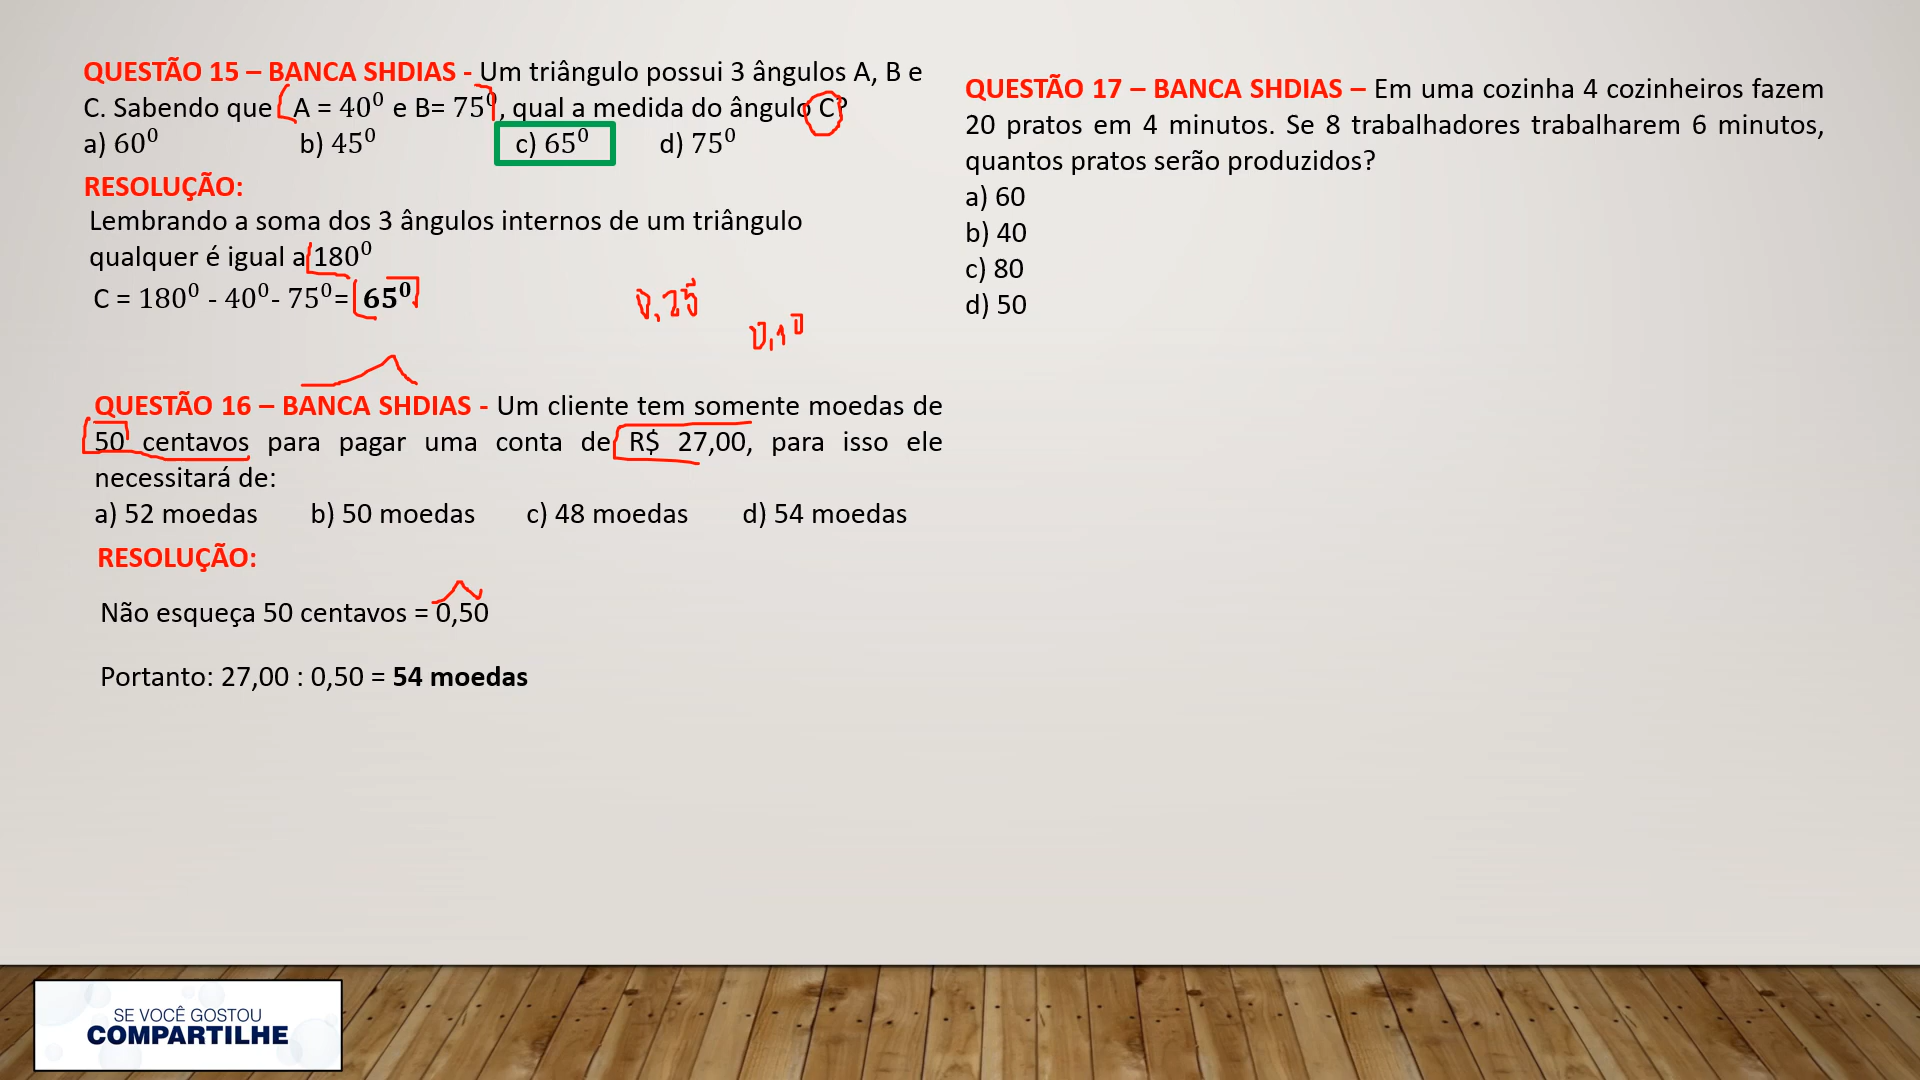 QUESTÃO 15 – BANCA SHDIAS - Um triângulo possui 3 ângulos A, B e
C. Sabendo que A = 40⁰ e B= 75⁰, qual a medida do ângulo C?
a) 60⁰ b) 45⁰ c) 65⁰ d) 75⁰
RESOLUÇÃO:
Lembrando a soma dos 3 ângulos internos de um triângulo
qualquer é igual a 180⁰
C = 180⁰ - 40⁰- 75⁰= 65⁰
0,25
0,10
QUESTÃO 16 – BANCA SHDIAS - Um cliente tem somente moedas de
50 centavos para pagar uma conta de R$ 27,00, para isso ele
necessitará de:
a) 52 moedas b) 50 moedas c) 48 moedas d) 54 moedas
RESOLUÇÃO:
Não esqueça 50 centavos = 0,50
Portanto: 27,00 : 0,50 = 54 moedas
QUESTÃO 17 – BANCA SHDIAS – Em uma cozinha 4 cozinheiros fazem
20 pratos em 4 minutos. Se 8 trabalhadores trabalharem 6 minutos,
quantos pratos serão produzidos?
a) 60
b) 40
c) 80
d) 50
SE VOCÊ GOSTOU
COMPARTILHE